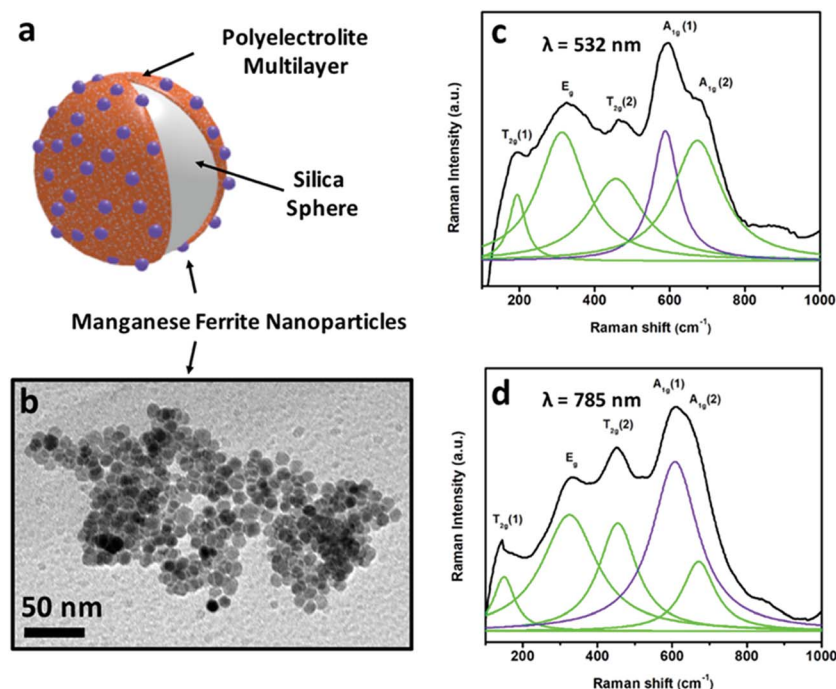 a
Polyelectrolite
Multilayer
Silica
Sphere
Manganese Ferrite Nanoparticles
b
50 nm
c
λ = 532 nm
A1g(1)
A1g(2)
Eg
T2g(2)
T2g(1)
Raman Intensity (a.u.)
200 400 600 800 1000
Raman shift (cm-1)
d
λ = 785 nm
A1g(1)
A1g(2)
T2g(2)
Eg
T2g(1)
Raman Intensity (a.u.)
200 400 600 800 1000
Raman shift (cm-1)